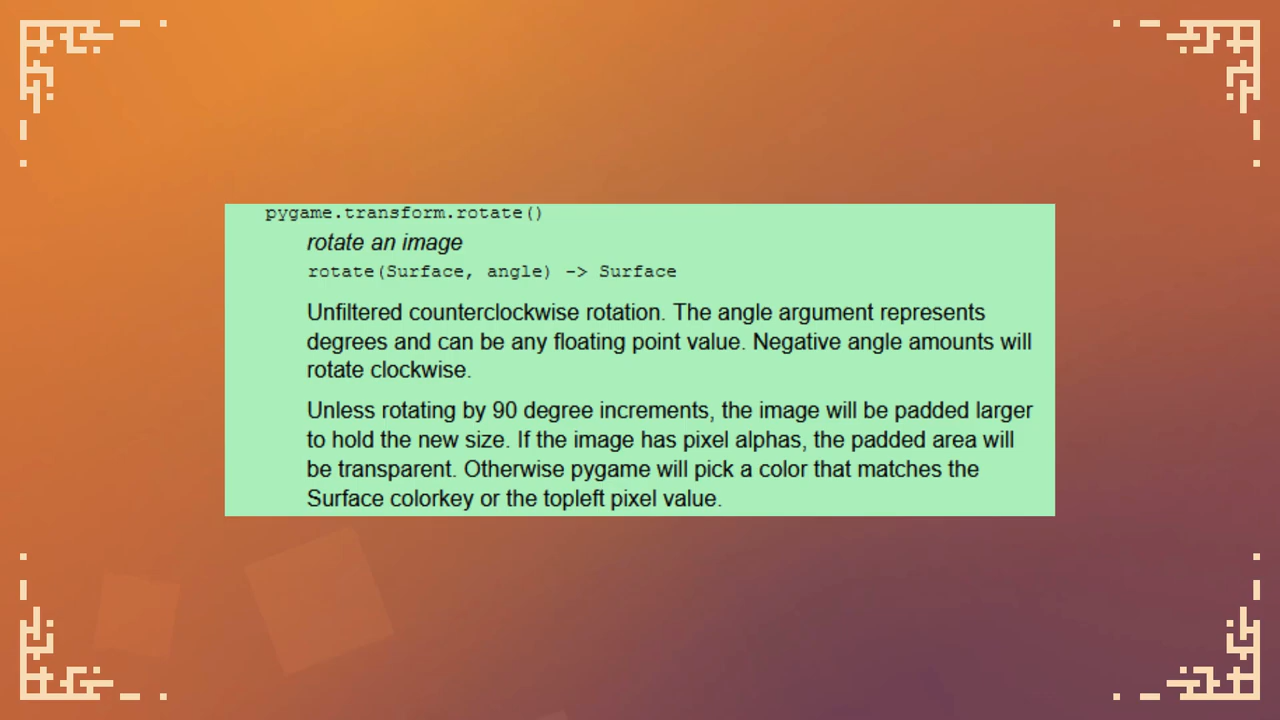 pygame.transform.rotate()
rotate an image
rotate(Surface, angle) -> Surface
Unfiltered counterclockwise rotation. The angle argument represents
degrees and can be any floating point value. Negative angle amounts will
rotate clockwise.
Unless rotating by 90 degree increments, the image will be padded larger
to hold the new size. If the image has pixel alphas, the padded area will
be transparent. Otherwise pygame will pick a color that matches the
Surface colorkey or the topleft pixel value.